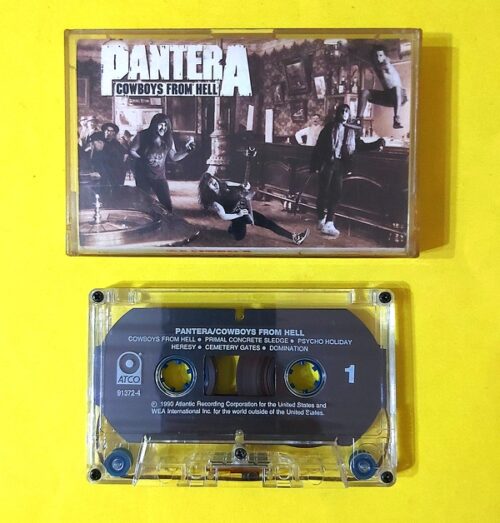 PANTERA
COWBOYS FROM HELL
PANTERA/COWBOYS FROM HELL
COWBOYS FROM HELL • PRIMAL CONCRETE SLEDGE • PSYCHO HOLIDAY
HERESY • CEMETERY GATES • DOMINATION
ATCO
91372-4
1
© 1990 Atlantic Recording Corporation for the United States and
WEA International Inc. for the world outside of the United States.